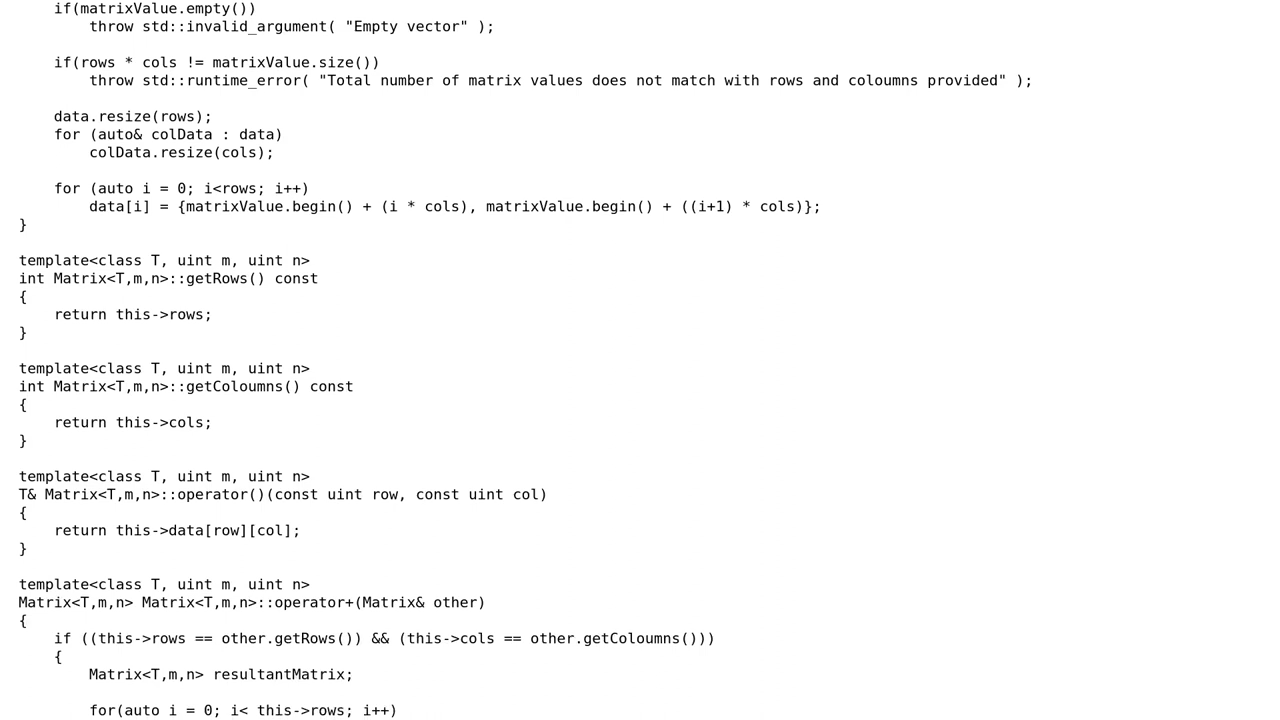 if(matrixValue.empty())
throw std::invalid_argument( "Empty vector" );
if(rows * cols != matrixValue.size())
throw std::runtime_error( "Total number of matrix values does not match with rows and coloumns provided" );
data.resize(rows);
for (auto& colData : data)
colData.resize(cols);
for (auto i = 0; i<rows; i++)
data[i] = {matrixValue.begin() + (i * cols), matrixValue.begin() + ((i+1) * cols)};
}
template<class T, uint m, uint n>
int Matrix<T,m,n>::getRows() const
{
return this->rows;
}
template<class T, uint m, uint n>
int Matrix<T,m,n>::getColoumns() const
{
return this->cols;
}
template<class T, uint m, uint n>
T& Matrix<T,m,n>::operator()(const uint row, const uint col)
{
return this->data[row][col];
}
template<class T, uint m, uint n>
Matrix<T,m,n> Matrix<T,m,n>::operator+(Matrix& other)
{
if ((this->rows == other.getRows()) && (this->cols == other.getColoumns()))
{
Matrix<T,m,n> resultantMatrix;
for(auto i = 0; i< this->rows; i++)